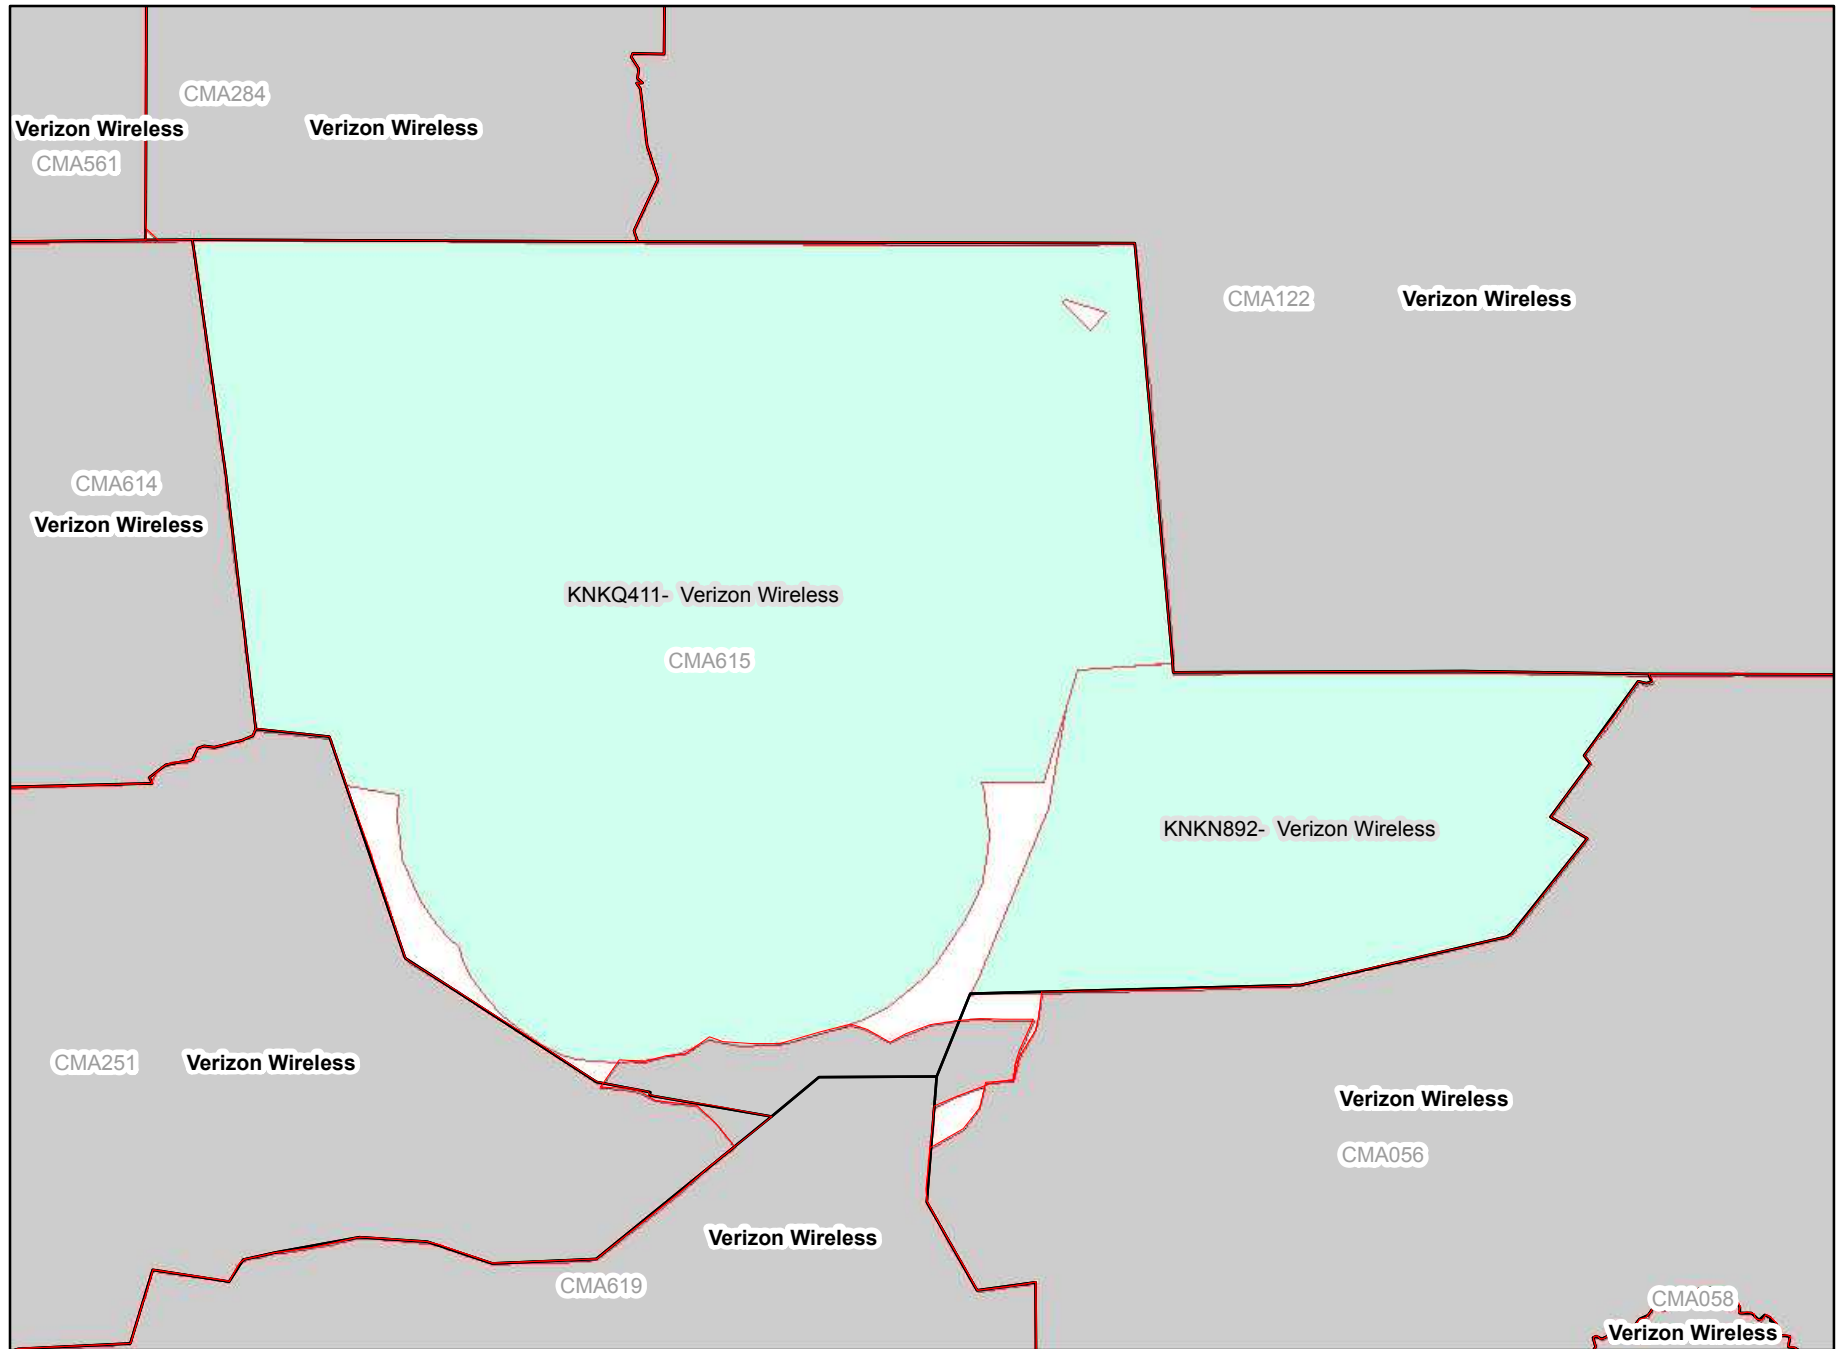 CMA284
Verizon Wireless
Verizon Wireless
CMA561
CMA122
Verizon Wireless
CMA614
Verizon Wireless
KNKQ411- Verizon Wireless
CMA615
KNKN892- Verizon Wireless
CMA251
Verizon Wireless
Verizon Wireless
CMA056
Verizon Wireless
CMA619
CMA058
Verizon Wireless